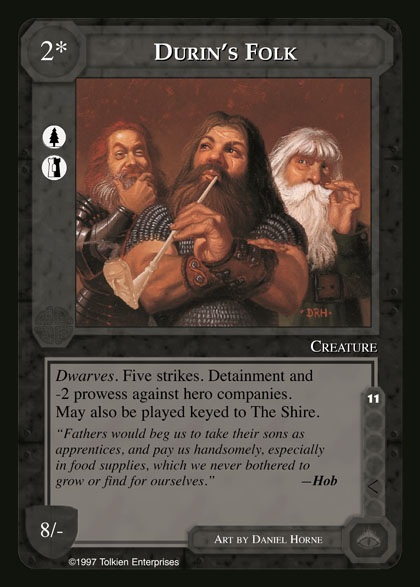 2*
DURIN'S FOLK
DRH
CREATURE
Dwarves. Five strikes. Detainment and
-2 prowess against hero companies.
May also be played keyed to The Shire.
11
“Fathers would beg us to take their sons as
apprentices, and pay us handsomely, especially
in food supplies, which we never bothered to
grow or find for ourselves.” —Hob
8/-
ART BY DANIEL HORNE
©1997 Tolkien Enterprises